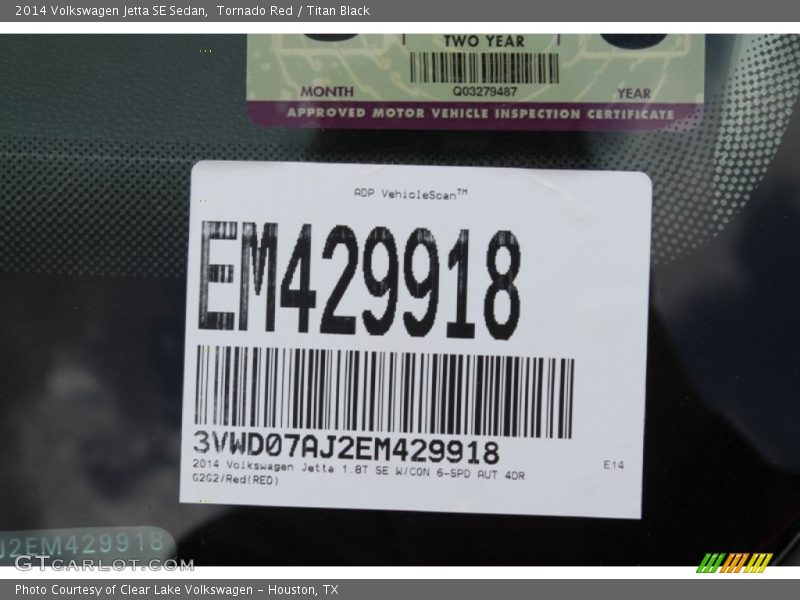 2014 Volkswagen Jetta SE Sedan,  Tornado Red / Titan Black
TWO YEAR
Q03279487
MONTH YEAR
APPROVED MOTOR VEHICLE INSPECTION CERTIFICATE
ADP VehicleScan™
EM429918
3VWD07AJ2EM429918
2014 Volkswagen Jetta 1.8T SE W/CON 6-SPD AUT 4DR
G2G2/Red(RED)
E14
J2EM429918
GTCARLOT.COM
Photo Courtesy of Clear Lake Volkswagen – Houston, TX